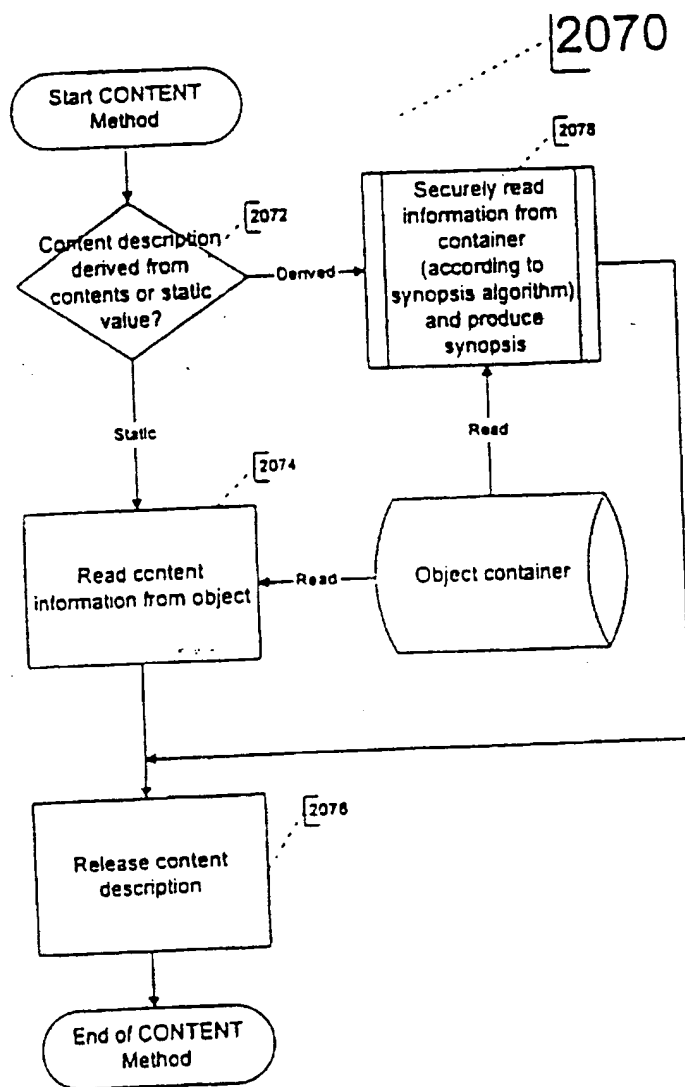 2070
Start CONTENT
Method
2078
2072
Content description
derived from
contents or static
value?
Derived
Securely read
information from
container
(according to
synopsis algorithm)
and produce
synopsis
Static
Read
2074
Read content
information from object
Read
Object container
2076
Release content
description
End of CONTENT
Method